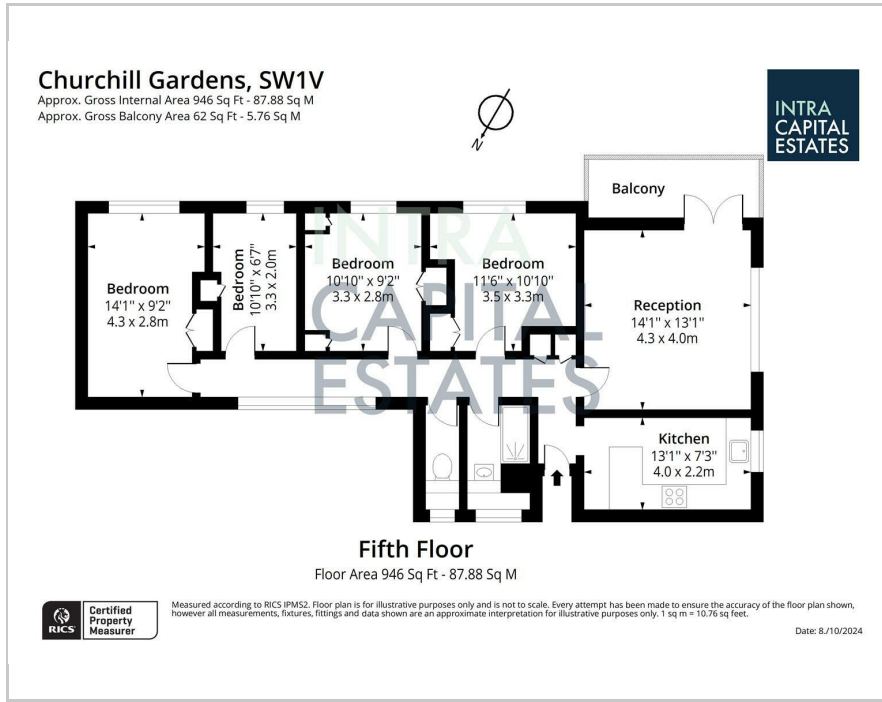 Churchill Gardens, SW1V
Approx. Gross Internal Area 946 Sq Ft - 87.88 Sq M
Approx. Gross Balcony Area 62 Sq Ft - 5.76 Sq M
N
INTRA
CAPITAL
ESTATES
Balcony
Bedroom
14'1" x 9'2"
4.3 x 2.8m
Bedroom
10'10" x 6'7"
3.3 x 2.0m
Bedroom
10'10" x 9'2"
3.3 x 2.8m
Bedroom
11'6" x 10'10"
3.5 x 3.3m
Reception
14'1" x 13'1"
4.3 x 4.0m
INTRA
CAPITAL
ESTATES
Kitchen
13'1" x 7'3"
4.0 x 2.2m
Fifth Floor
Floor Area 946 Sq Ft - 87.88 Sq M
RICS
Certified
Property
Measurer
Measured according to RICS IPMS2. Floor plan is for illustrative purposes only and is not to scale. Every attempt has been made to ensure the accuracy of the floor plan shown,
however all measurements, fixtures, fittings and data shown are an approximate interpretation for illustrative purposes only. 1 sq m = 10.76 sq feet.
Date: 8./10/2024